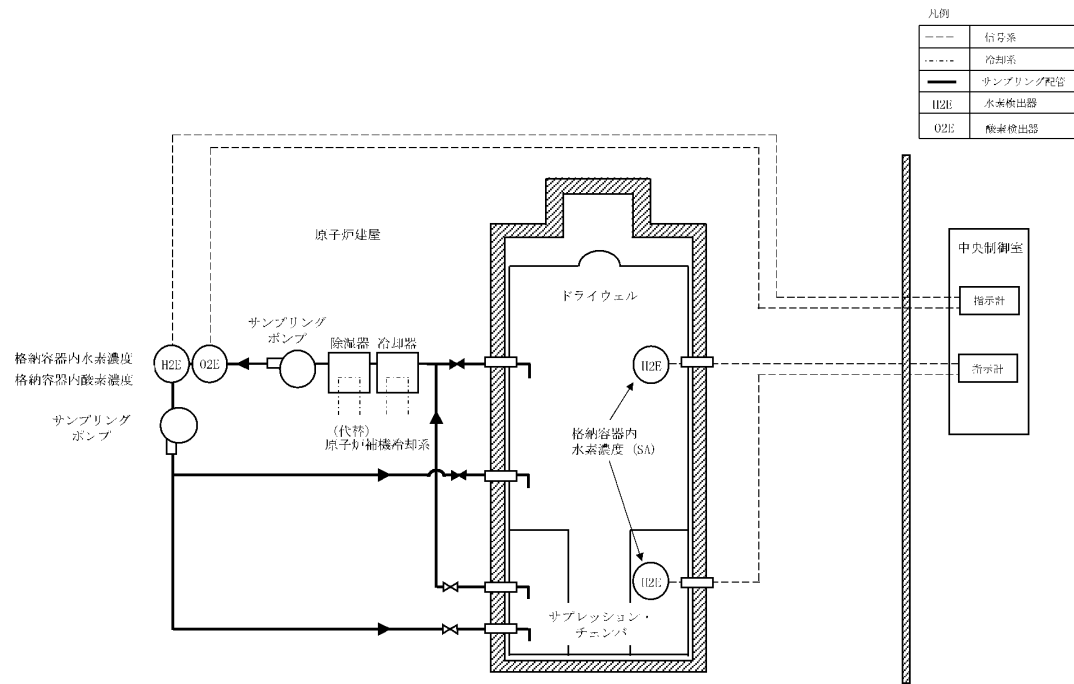 凡例
信号系
冷却系
サンプリング配管
H2E 水素検出器
O2E 酸素検出器
原子炉建屋
中央制御室
指示計
指示計
ドライウェル
サンプリング
ポンプ
除湿器 冷却器
格納容器内水素濃度
格納容器内酸素濃度
H2E
O2E
H2E
サンプリング
ポンプ
(代替)
原子炉補機冷却系
格納容器内
水素濃度 (SA)
H2E
サプレッション・
チェンバ